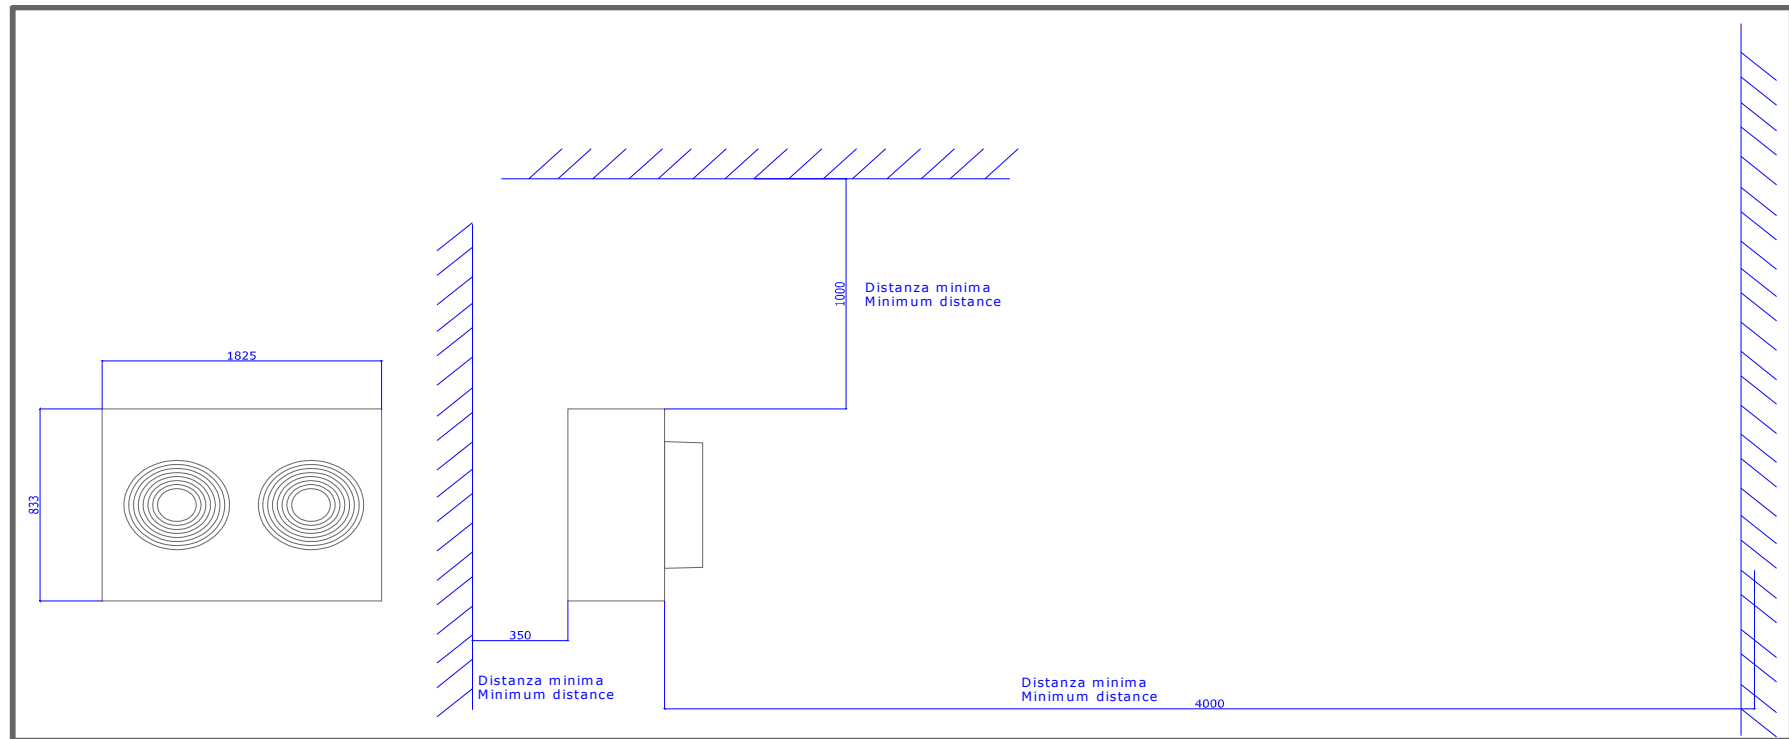 1000
Distanza minima
Minimum distance
1825
833
350
Distanza minima
Minimum distance
Distanza minima
Minimum distance
4000